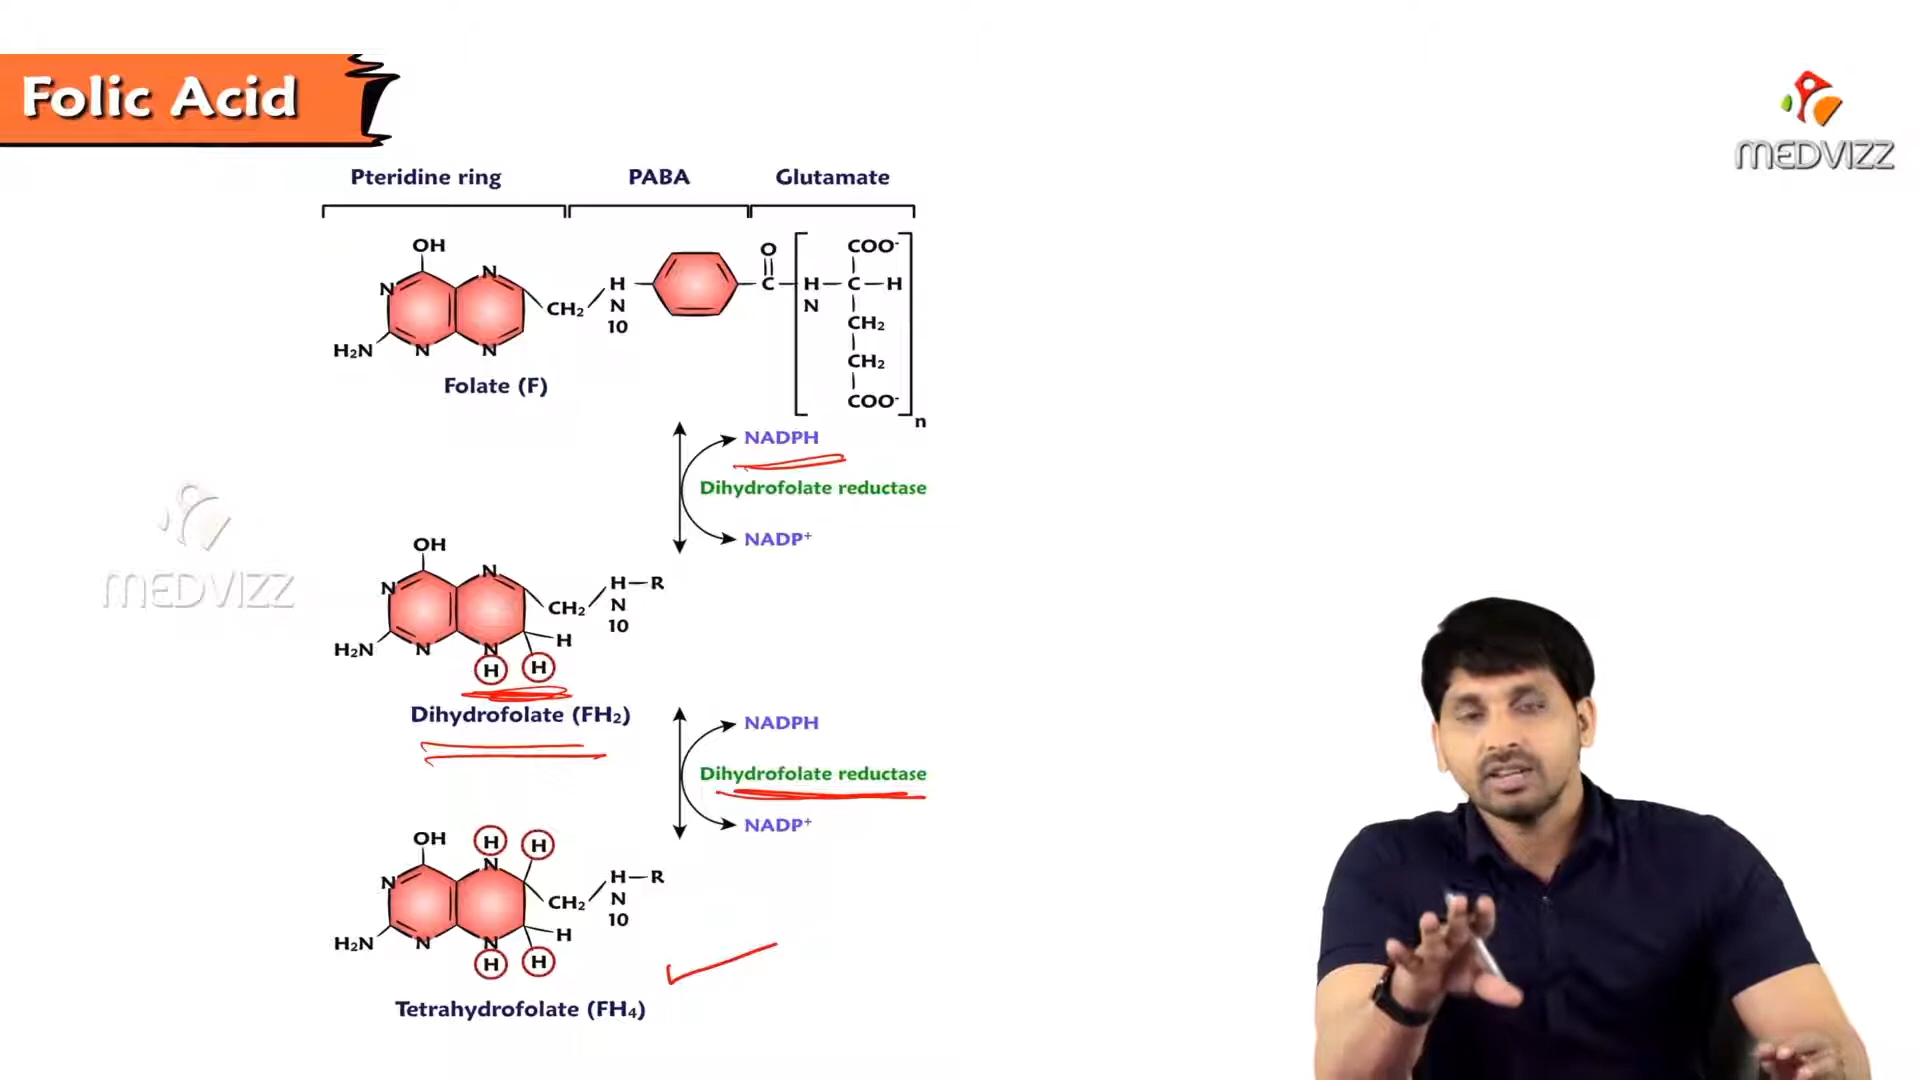 Folic Acid
MEDVIZZ
Pteridine ring PABA Glutamate
OH O COO-
N N H H C H
CH2 N C N
10 CH2
H2N N N CH2
Folate (F) COO-
n
NADPH
Dihydrofolate reductase
NADP+
OH
N N H R
CH2 N
10
H2N N N H
H H
MEDVIZZ
Dihydrofolate (FH2)
NADPH
Dihydrofolate reductase
NADP+
OH H H
N N H R
CH2 N
10
H2N N N H
H H
Tetrahydrofolate (FH4)